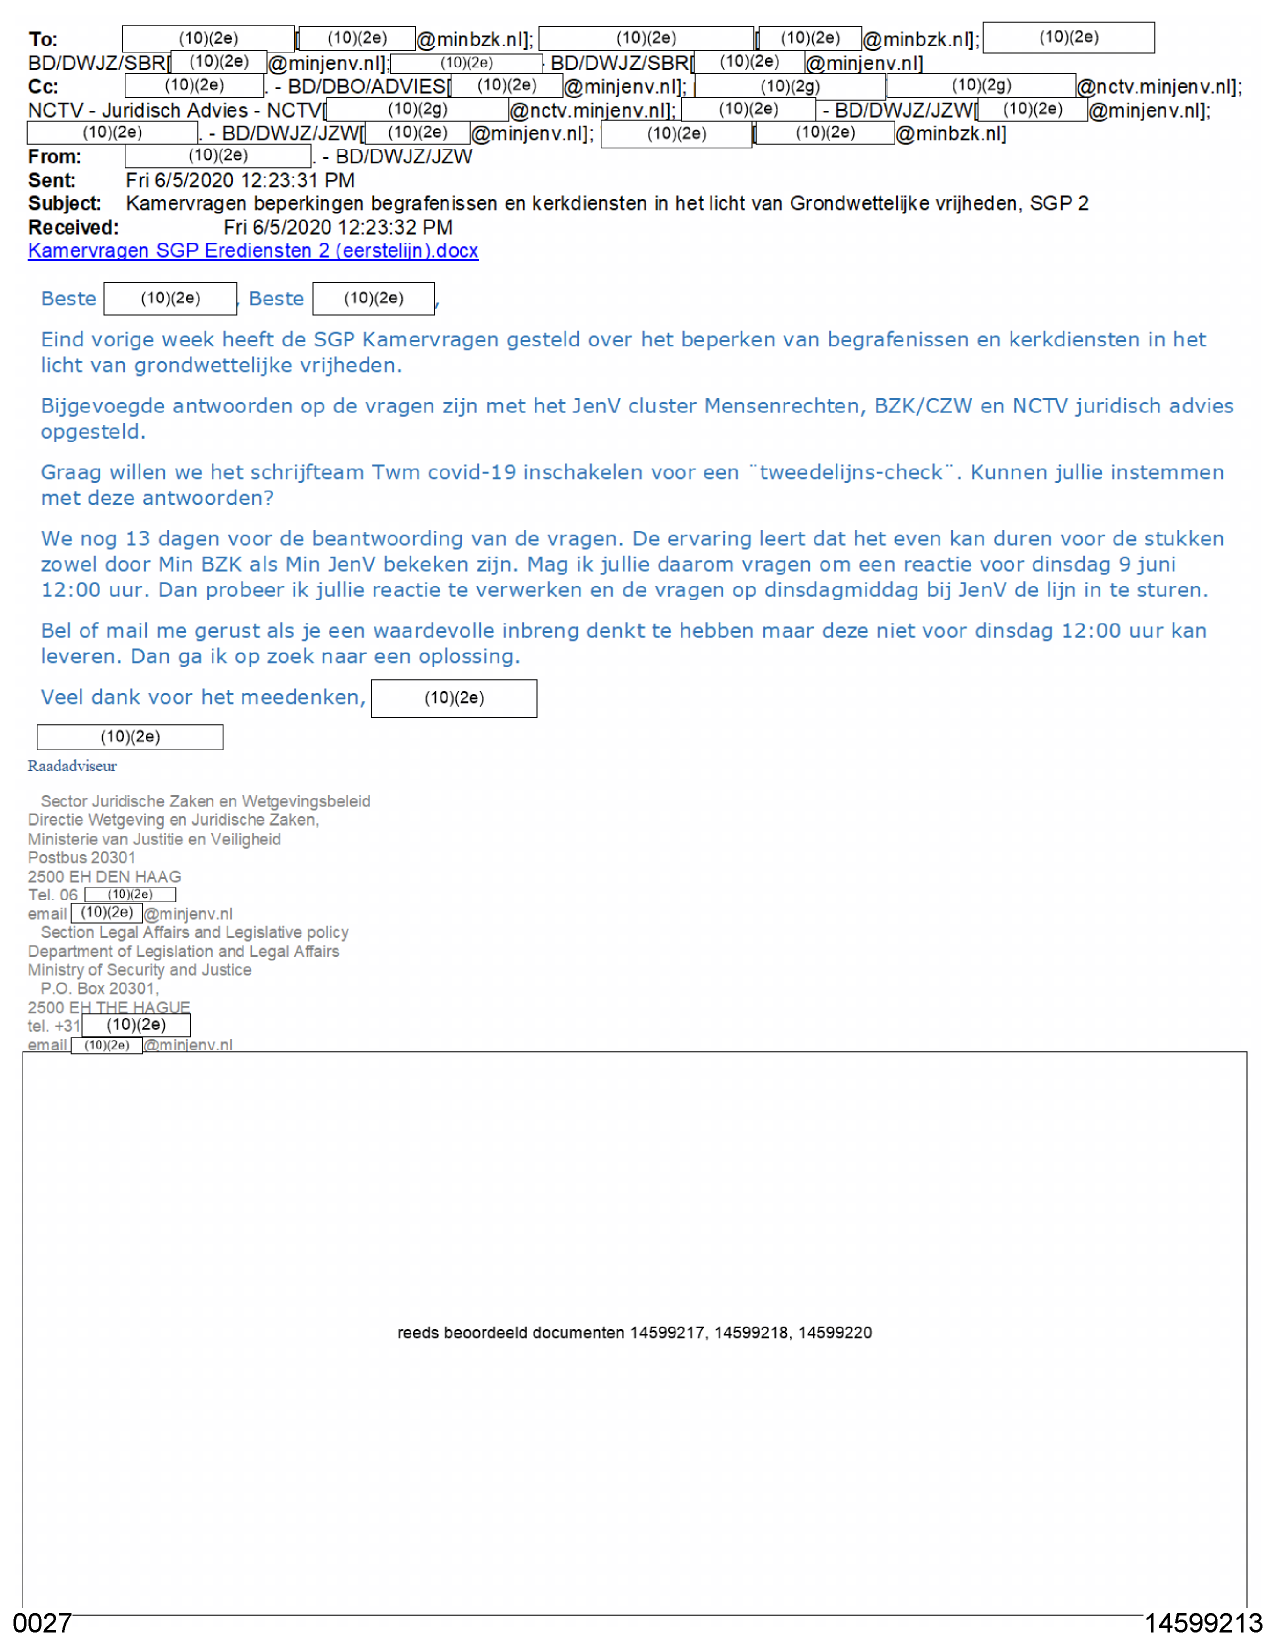 To: (10)(2e) [ (10)(2e) @minbzk.nl]; (10)(2e) [ (10)(2e) @minbzk.nl]; (10)(2e)
BD/DWJZ/SBR[ (10)(2e) @minjenv.nl]; (10)(2e) - BD/DWJZ/SBR[ (10)(2e) @minjenv.nl]
Cc: (10)(2e) . - BD/DBO/ADVIES[ (10)(2e) @minjenv.nl]; (10)(2g) (10)(2g) @nctv.minjenv.nl];
NCTV - Juridisch Advies - NCTV[ (10)(2g) @nctv.minjenv.nl]; (10)(2e) - BD/DWJZ/JZW[ (10)(2e) @minjenv.nl];
(10)(2e) . - BD/DWJZ/JZW[ (10)(2e) @minjenv.nl]; (10)(2e) [ (10)(2e) @minbzk.nl]
From: (10)(2e) . - BD/DWJZ/JZW
Sent: Fri 6/5/2020 12:23:31 PM
Subject: Kamervragen beperkingen begrafenissen en kerkdiensten in het licht van Grondwettelijke vrijheden, SGP 2
Received: Fri 6/5/2020 12:23:32 PM
Kamervragen SGP Erediensten 2 (eerstelijn).docx
Beste (10)(2e) , Beste (10)(2e) ,
Eind vorige week heeft de SGP Kamervragen gesteld over het beperken van begrafenissen en kerkdiensten in het
licht van grondwettelijke vrijheden.
Bijgevoegde antwoorden op de vragen zijn met het JenV cluster Mensenrechten, BZK/CZW en NCTV juridisch advies
opgesteld.
Graag willen we het schrijfteam Twm covid-19 inschakelen voor een ¨tweedelijns-check¨. Kunnen jullie instemmen
met deze antwoorden?
We nog 13 dagen voor de beantwoording van de vragen. De ervaring leert dat het even kan duren voor de stukken
zowel door Min BZK als Min JenV bekeken zijn. Mag ik jullie daarom vragen om een reactie voor dinsdag 9 juni
12:00 uur. Dan probeer ik jullie reactie te verwerken en de vragen op dinsdagmiddag bij JenV de lijn in te sturen.
Bel of mail me gerust als je een waardevolle inbreng denkt te hebben maar deze niet voor dinsdag 12:00 uur kan
leveren. Dan ga ik op zoek naar een oplossing.
Veel dank voor het meedenken, (10)(2e)
(10)(2e)
Raadadviseur
Sector Juridische Zaken en Wetgevingsbeleid
Directie Wetgeving en Juridische Zaken,
Ministerie van Justitie en Veiligheid
Postbus 20301
2500 EH DEN HAAG
Tel. 06 (10)(2e)
email (10)(2e) @minjenv.nl
Section Legal Affairs and Legislative policy
Department of Legislation and Legal Affairs
Ministry of Security and Justice
P.O. Box 20301,
2500 EH THE HAGUE
tel. +31 (10)(2e)
email (10)(2e) @minjenv.nl
reeds beoordeeld documenten 14599217, 14599218, 14599220
0027 14599213